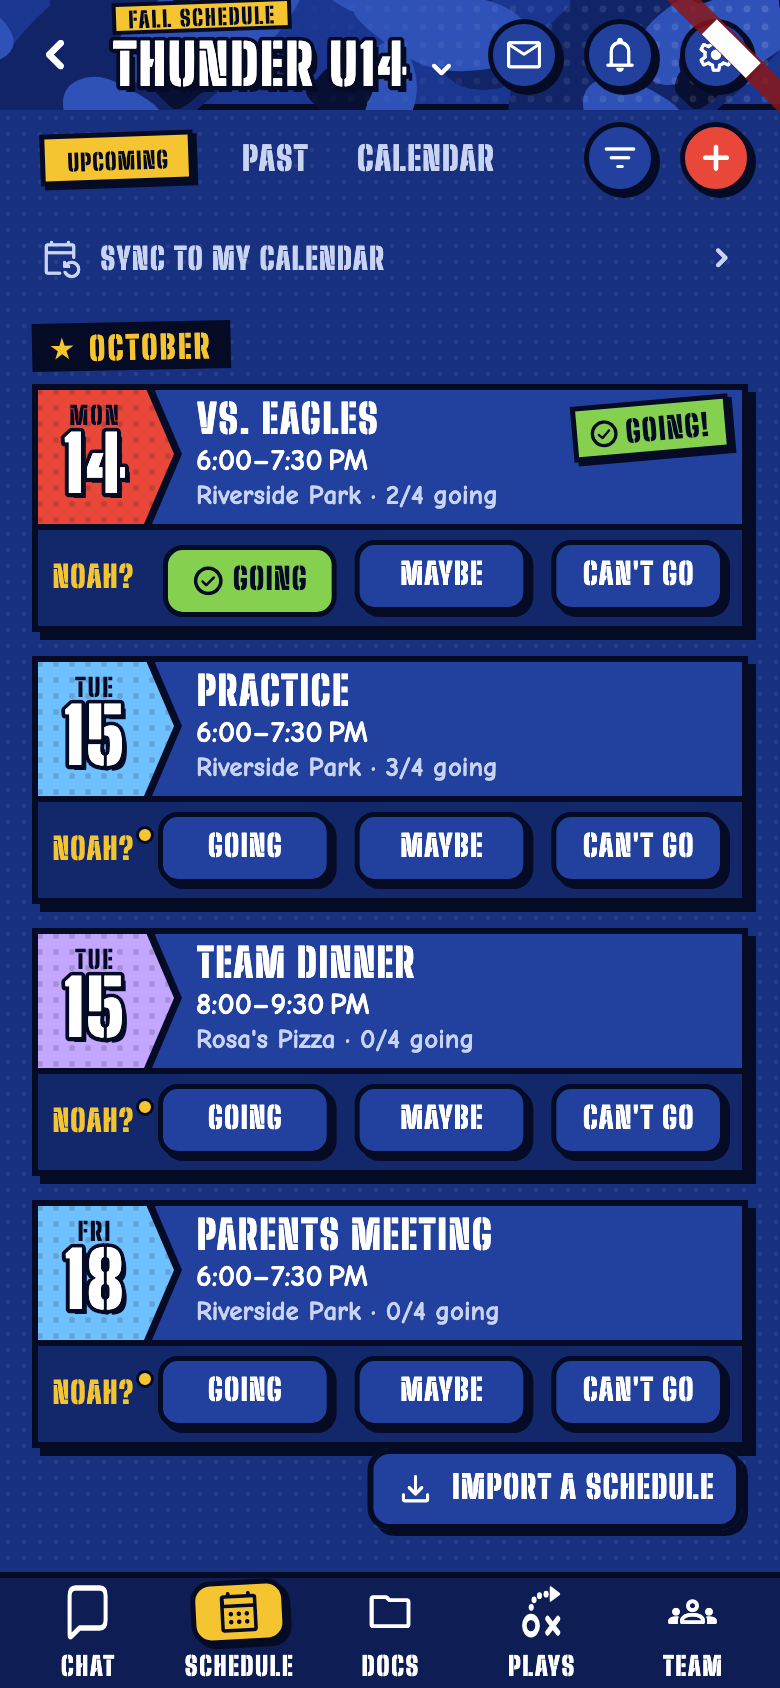 FALL SCHEDULE
THUNDER U14
UPCOMING
PAST
CALENDAR
SYNC TO MY CALENDAR
★ OCTOBER
MON
14
VS. EAGLES
6:00–7:30 PM
Riverside Park · 2/4 going
GOING!
NOAH?
GOING
MAYBE
CAN'T GO
TUE
15
PRACTICE
6:00–7:30 PM
Riverside Park · 3/4 going
NOAH?
GOING
MAYBE
CAN'T GO
TUE
15
TEAM DINNER
8:00–9:30 PM
Rosa's Pizza · 0/4 going
NOAH?
GOING
MAYBE
CAN'T GO
FRI
18
PARENTS MEETING
6:00–7:30 PM
Riverside Park · 0/4 going
NOAH?
GOING
MAYBE
CAN'T GO
IMPORT A SCHEDULE
CHAT
SCHEDULE
DOCS
PLAYS
TEAM